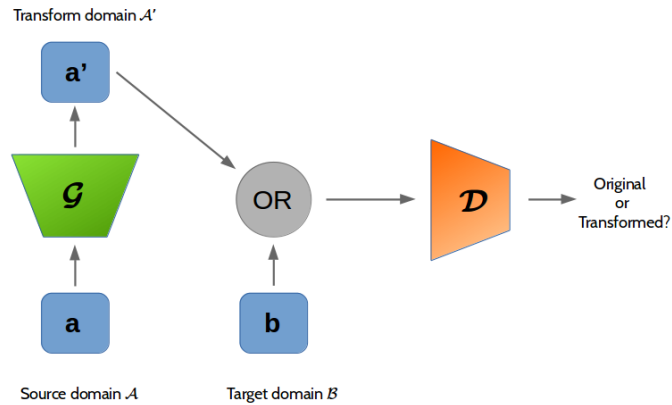 Transform domain 𝒜'
a'
𝒢
OR
𝒟
Original
or
Transformed?
a
b
Source domain 𝒜
Target domain ℬ